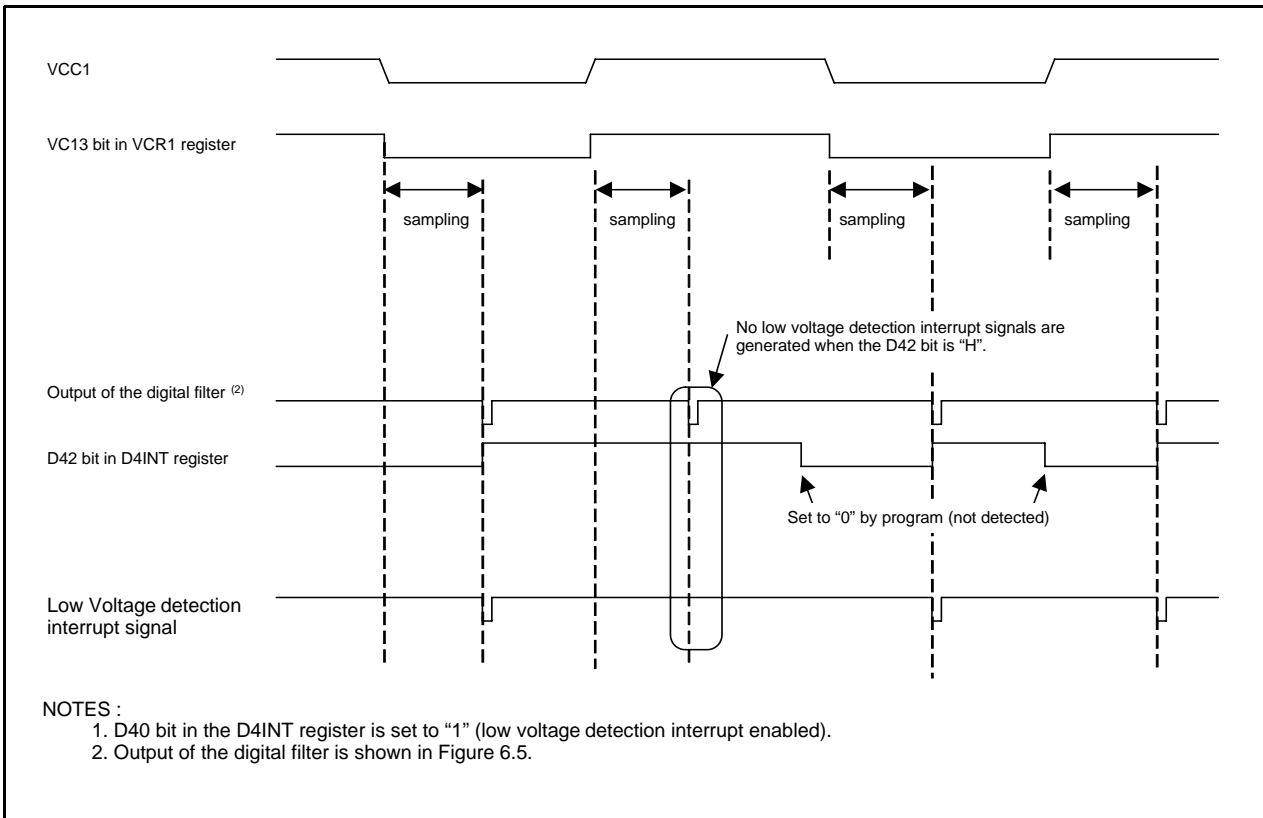 VCC1
VC13 bit in VCR1 register
sampling
sampling
sampling
sampling
No low voltage detection interrupt signals are
generated when the D42 bit is “H”.
Output of the digital filter (2)
D42 bit in D4INT register
Set to “0” by program (not detected)
Low Voltage detection
interrupt signal
NOTES :
1. D40 bit in the D4INT register is set to “1” (low voltage detection interrupt enabled).
2. Output of the digital filter is shown in Figure 6.5.